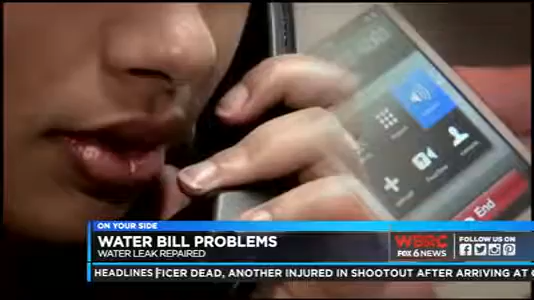 End
ON YOUR SIDE
WATER BILL PROBLEMS
WATER LEAK REPAIRED
WBRC
FOX 6 NEWS
FOLLOW US ON
HEADLINES FICER DEAD, ANOTHER INJURED IN SHOOTOUT AFTER ARRIVING AT